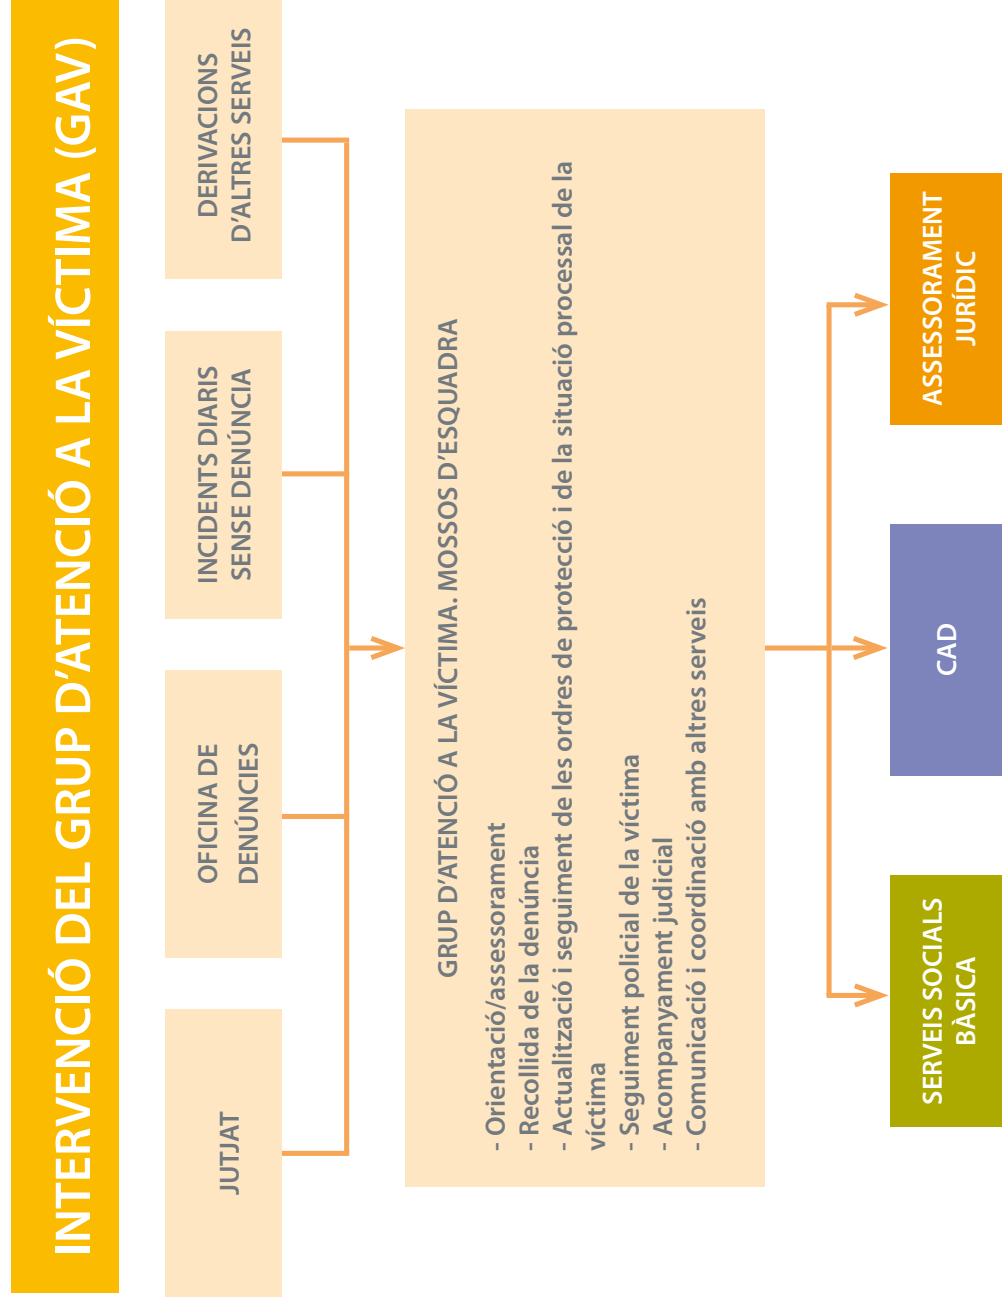 INTERVENCIÓ DEL GRUP D'ATENCIÓ A LA VÍCTIMA (GAV)
JUTJAT
OFICINA DE
DENÚNCIES
INCIDENTS DIARIS
SENSE DENÚNCIA
DERIVACIONS
D'ALTRES SERVEIS
GRUP D'ATENCIÓ A LA VÍCTIMA. MOSSOS D'ESQUADRA
- Orientació/assessorament
- Recollida de la denúncia
- Actualització i seguiment de les ordres de protecció i de la situació processal de la
víctima
- Seguiment policial de la víctima
- Acompanyament judicial
- Comunicació i coordinació amb altres serveis
SERVEIS SOCIALS
BÀSICA
CAD
ASSESSORAMENT
JURÍDIC